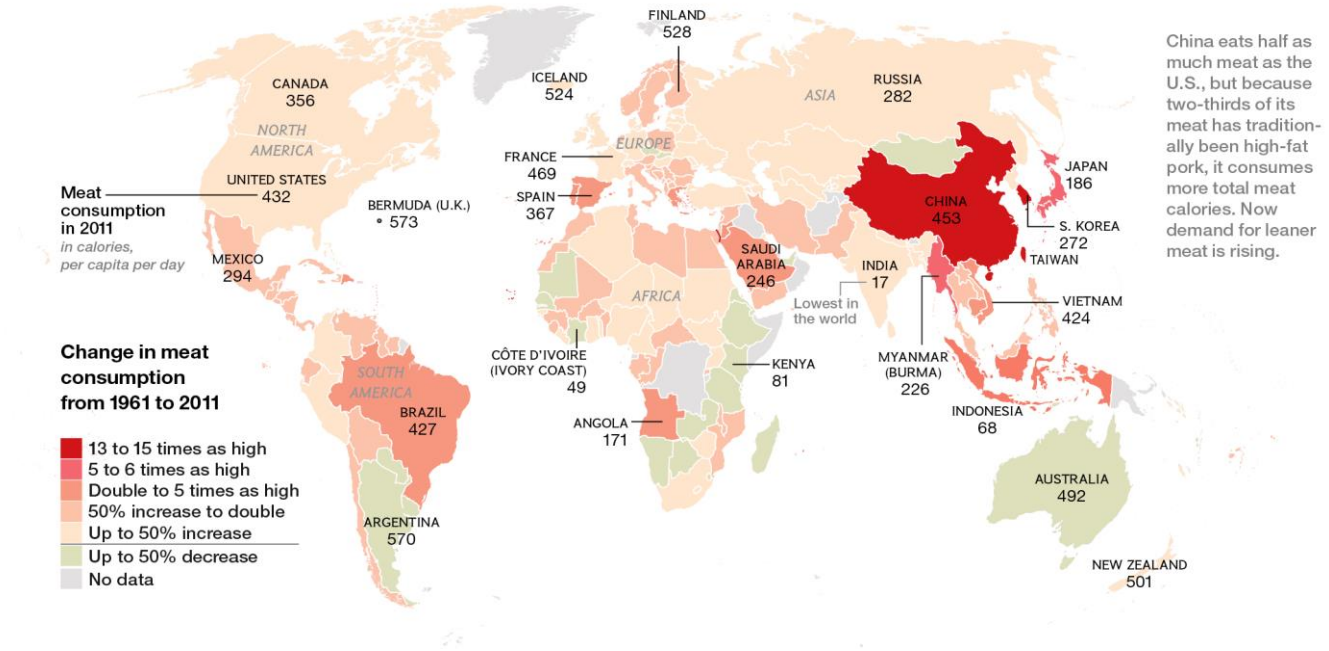 FINLAND
528
ICELAND
524
CANADA
356
NORTH
AMERICA
UNITED STATES
432
Meat
consumption
in 2011
in calories,
per capita per day
BERMUDA (U.K.)
573
MEXICO
294
EUROPE
FRANCE
469
SPAIN
367
ASIA
RUSSIA
282
CHINA
453
JAPAN
186
S. KOREA
272
TAIWAN
China eats half as
much meat as the
U.S., but because
two-thirds of its
meat has tradition-
ally been high-fat
pork, it consumes
more total meat
calories. Now
demand for leaner
meat is rising.
SAUDI
ARABIA
246
INDIA
17
Lowest in
the world
AFRICA
VIETNAM
424
MYANMAR
(BURMA)
226
CÔTE D'IVOIRE
(IVORY COAST)
49
KENYA
81
ANGOLA
171
INDONESIA
68
SOUTH
AMERICA
BRAZIL
427
ARGENTINA
570
AUSTRALIA
492
NEW ZEALAND
501
Change in meat
consumption
from 1961 to 2011
13 to 15 times as high
5 to 6 times as high
Double to 5 times as high
50% increase to double
Up to 50% increase
Up to 50% decrease
No data